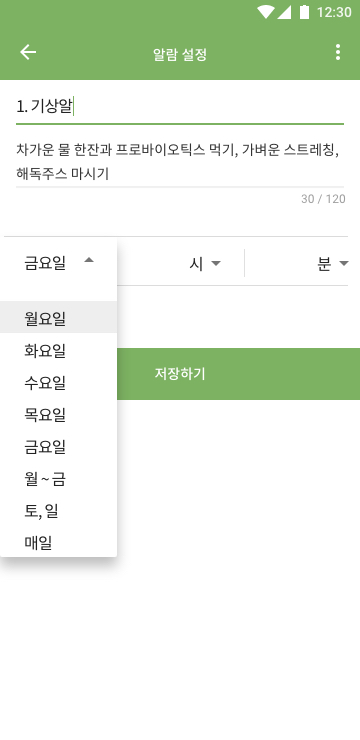 12:30
알람 설정
1. 기상알
차가운 물 한잔과 프로바이오틱스 먹기, 가벼운 스트레칭,
해독주스 마시기
30 / 120
금요일 시 분
월요일
화요일
저장하기
수요일
목요일
금요일
월 ~ 금
토, 일
매일